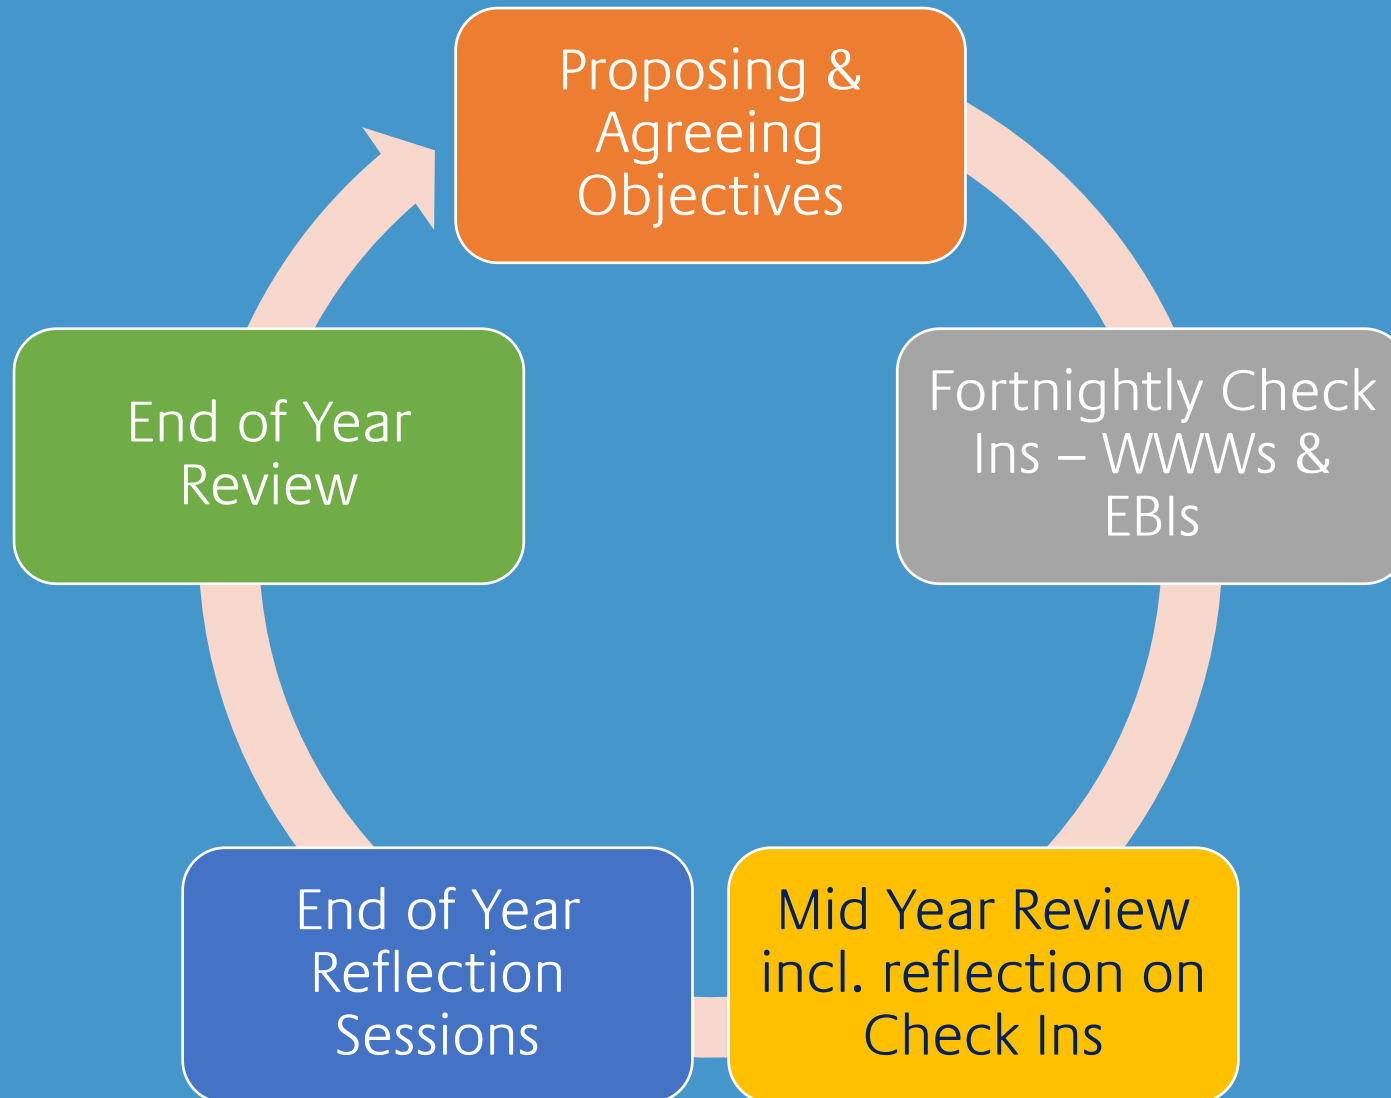 Proposing &
Agreeing
Objectives
Fortnightly Check
Ins – WWWs &
EBIs
Mid Year Review
incl. reflection on
Check Ins
End of Year
Reflection
Sessions
End of Year
Review